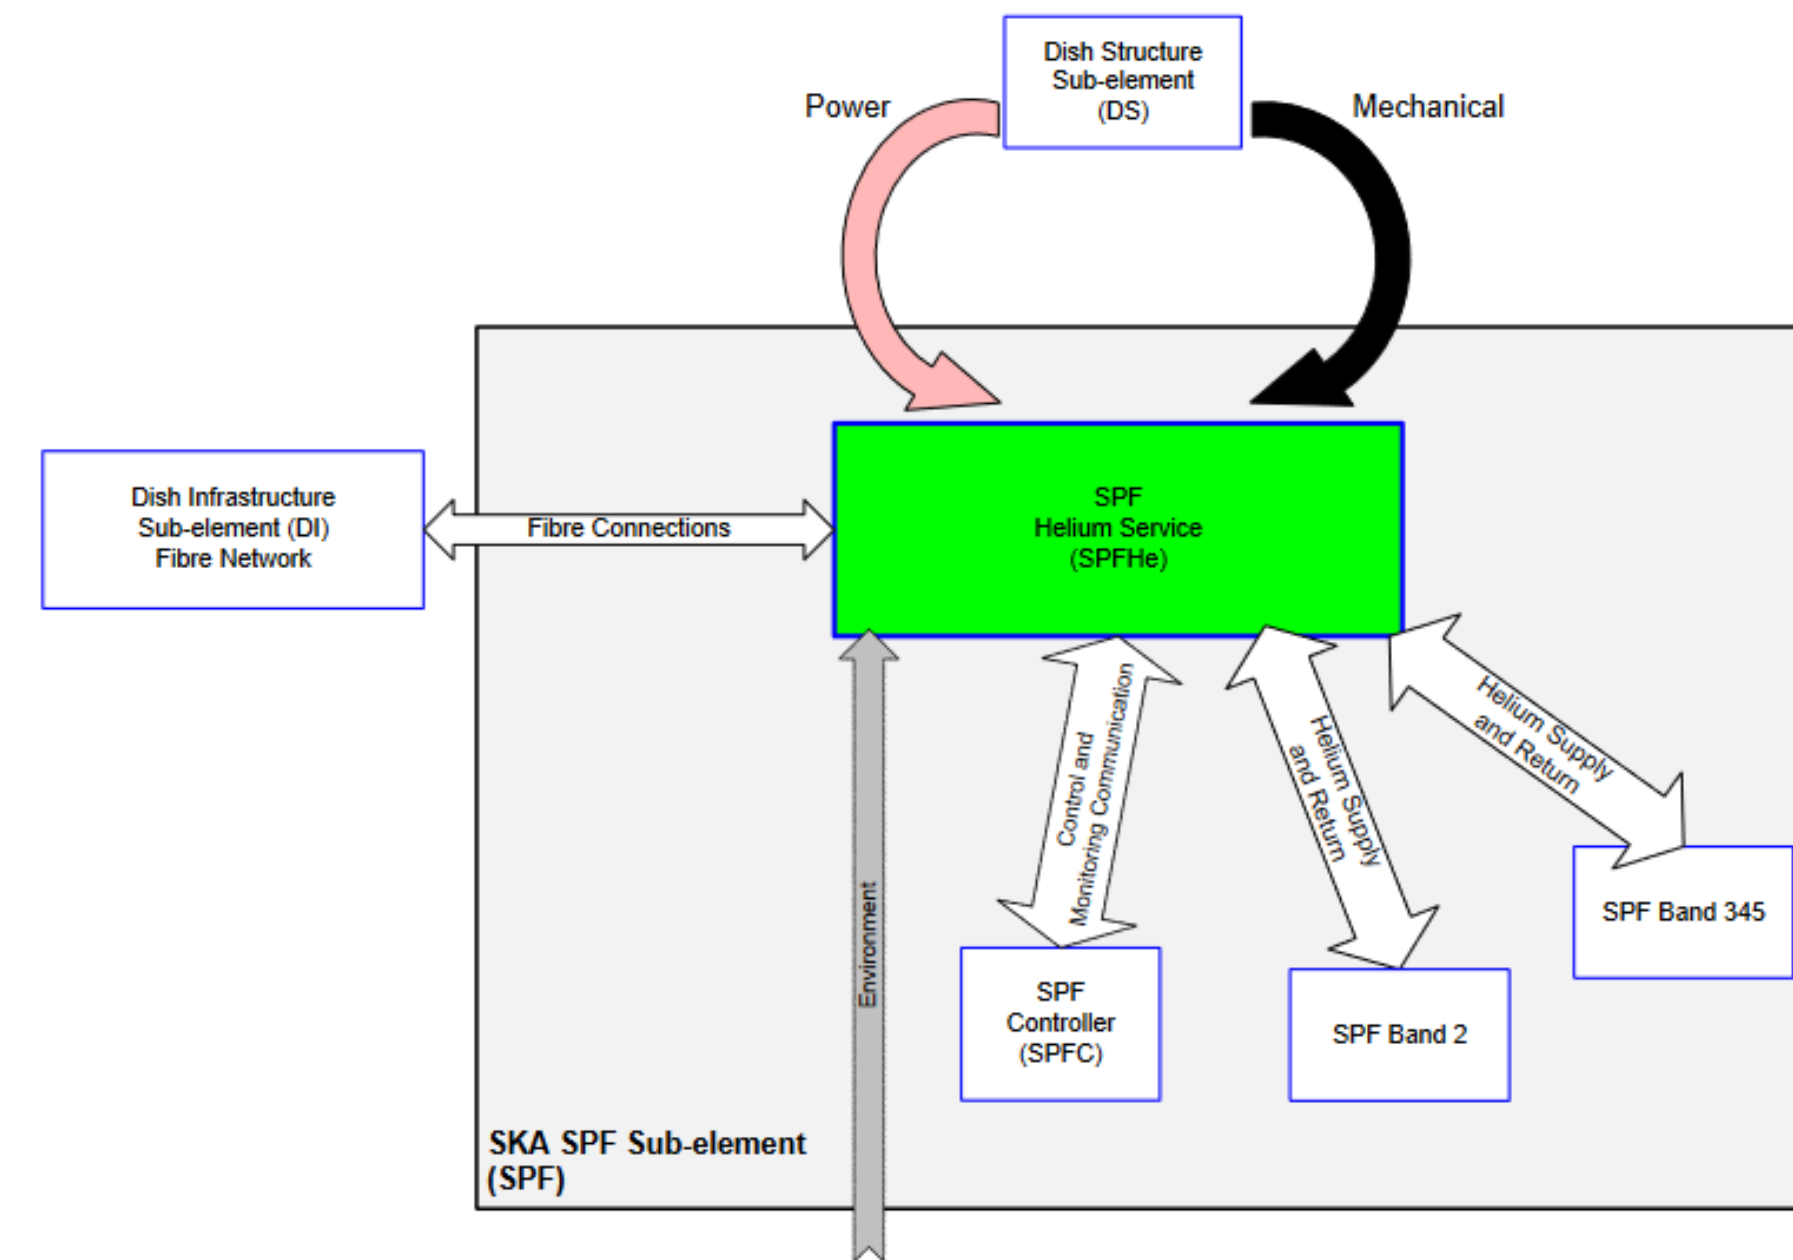 Dish Structure
Sub-element
(DS)
Power
Mechanical
Dish Infrastructure
Sub-element (DI)
Fibre Network
Fibre Connections
SPF
Helium Service
(SPFHe)
Control and
Monitoring Communication
Helium Supply
and Return
Helium Supply
and Return
Environment
SPF Band 345
SPF
Controller
(SPFC)
SPF Band 2
SKA SPF Sub-element
(SPF)